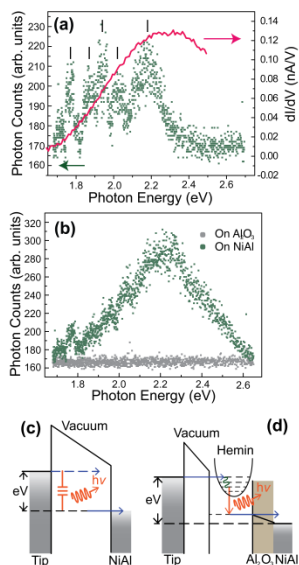 (a)
Photon Counts (arb. units)
230
220
210
200
190
180
170
160
1.8 2.0 2.2 2.4 2.6
Photon Energy (eV)
0.14
0.12
0.10
0.08
0.06
0.04
0.02
0.00
-0.02
dI/dV (nA/V)
(b)
Photon Counts (arb. units)
320
300
280
260
240
220
200
180
160
On Al₂O₃
On NiAl
1.8 2.0 2.2 2.4 2.6
Photon Energy (eV)
(c)
Vacuum
eV
hν
Tip
NiAl
(d)
Vacuum
Hemin
eV
hν
Tip
Al₂O₃ NiAl